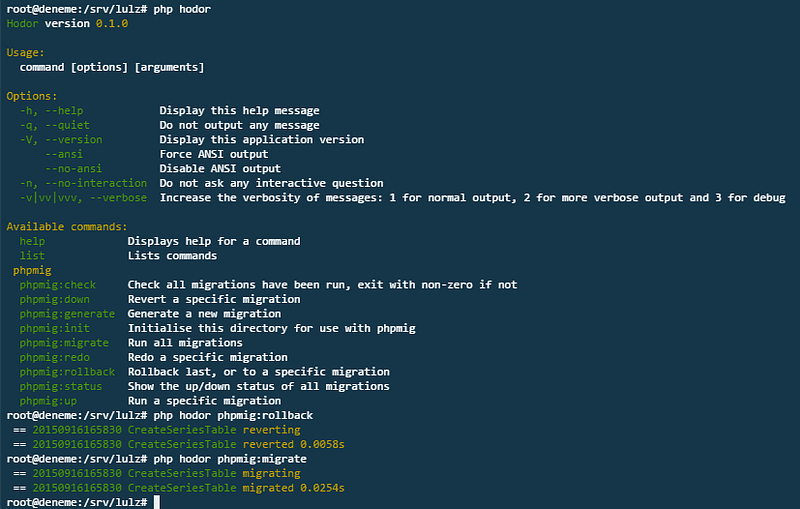 root@deneme:/srv/lulz# php hodor
Hodor version 0.1.0
Usage:
command [options] [arguments]
Options:
-h, --help Display this help message
-q, --quiet Do not output any message
-V, --version Display this application version
--ansi Force ANSI output
--no-ansi Disable ANSI output
-n, --no-interaction Do not ask any interactive question
-v|vv|vvv, --verbose Increase the verbosity of messages: 1 for normal output, 2 for more verbose output and 3 for debug
Available commands:
help Displays help for a command
list Lists commands
phpmig
phpmig:check Check all migrations have been run, exit with non-zero if not
phpmig:down Revert a specific migration
phpmig:generate Generate a new migration
phpmig:init Initialise this directory for use with phpmig
phpmig:migrate Run all migrations
phpmig:redo Redo a specific migration
phpmig:rollback Rollback last, or to a specific migration
phpmig:status Show the up/down status of all migrations
phpmig:up Run a specific migration
root@deneme:/srv/lulz# php hodor phpmig:rollback
== 20150916165830 CreateSeriesTable reverting
== 20150916165830 CreateSeriesTable reverted 0.0058s
root@deneme:/srv/lulz# php hodor phpmig:migrate
== 20150916165830 CreateSeriesTable migrating
== 20150916165830 CreateSeriesTable migrated 0.0254s
root@deneme:/srv/lulz#